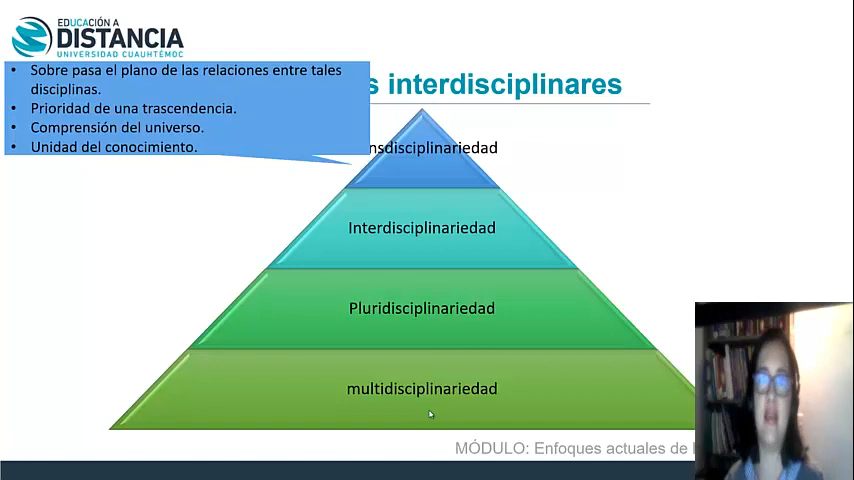 EDUCACIÓN A
DISTANCIA
UNIVERSIDAD CUAUHTÉMOC
• Sobre pasa el plano de las relaciones entre tales
disciplinas.
• Prioridad de una trascendencia.
• Comprensión del universo.
• Unidad del conocimiento.
s interdisciplinares
nsdisciplinariedad
Interdisciplinariedad
Pluridisciplinariedad
multidisciplinariedad
MÓDULO: Enfoques actuales de